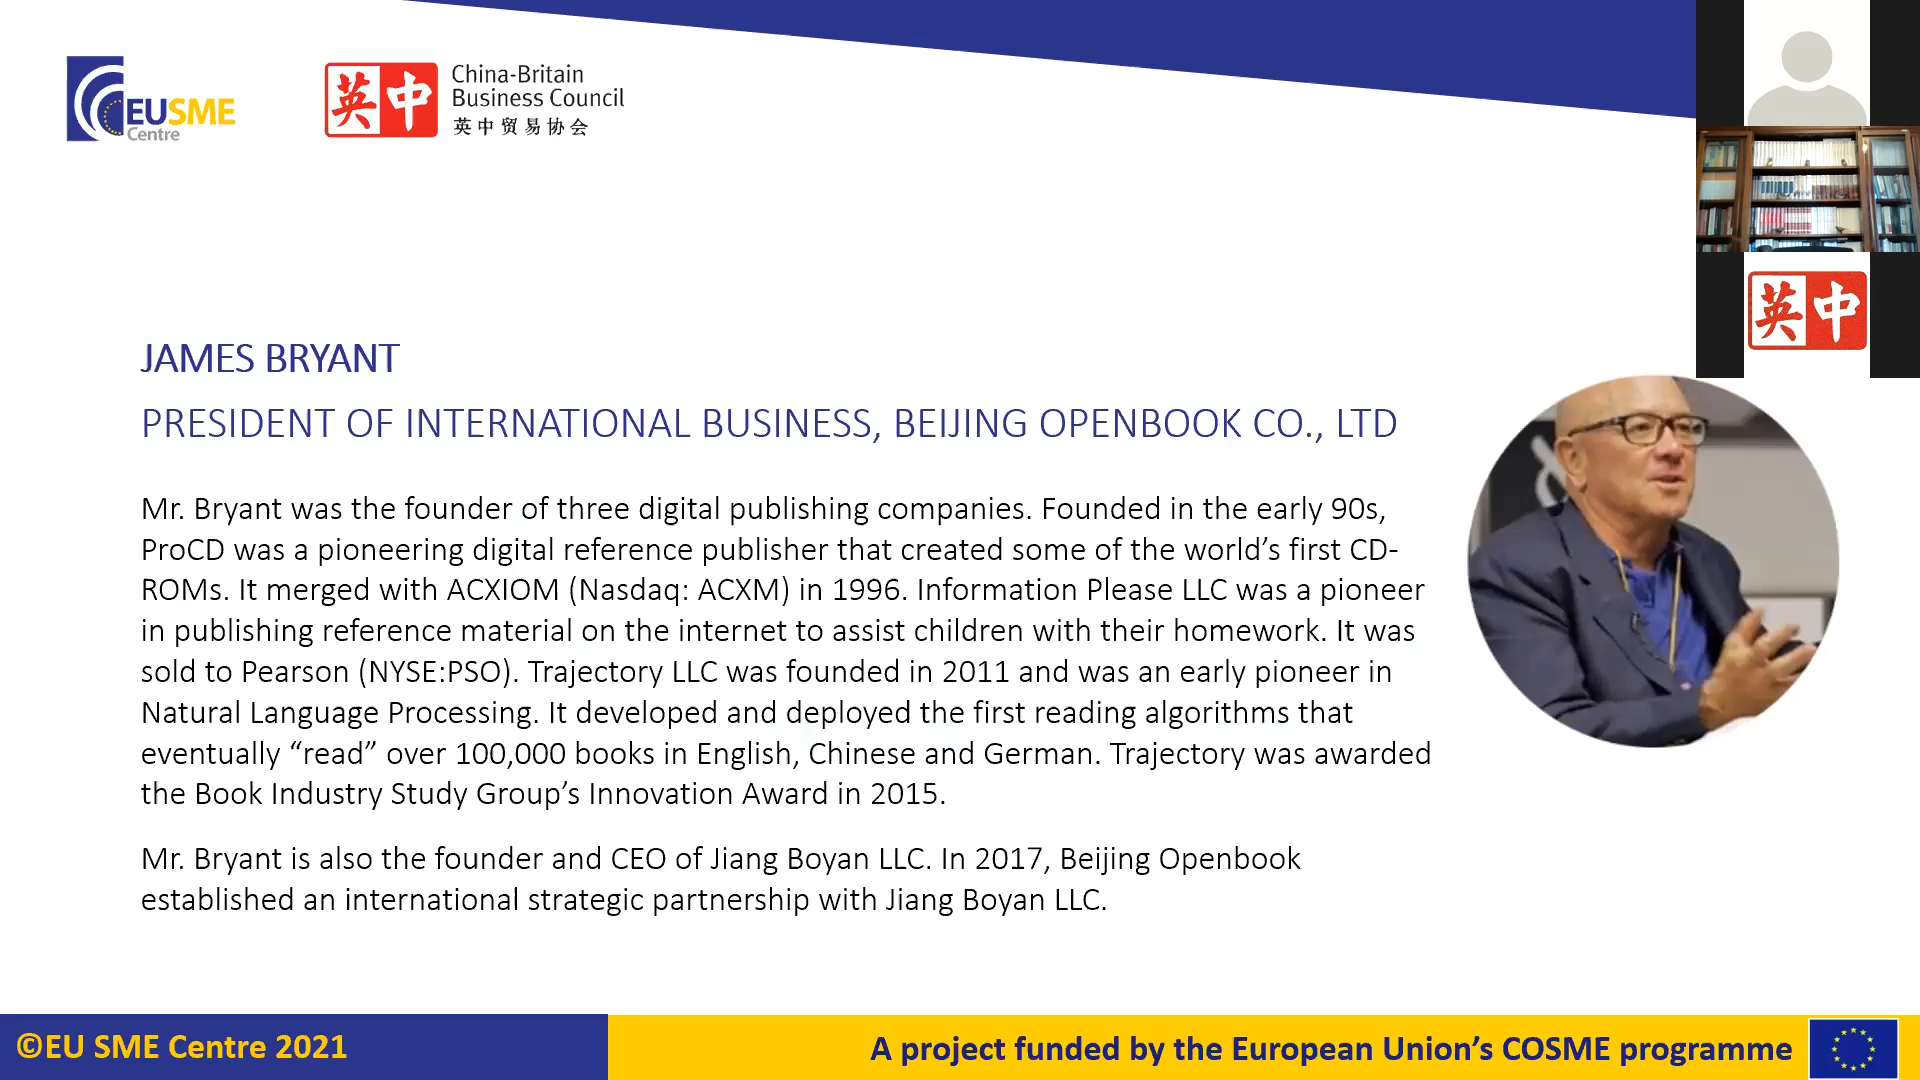 EUSME
Centre
英中
China-Britain
Business Council
英中贸易协会
英中
JAMES BRYANT
PRESIDENT OF INTERNATIONAL BUSINESS, BEIJING OPENBOOK CO., LTD
Mr. Bryant was the founder of three digital publishing companies. Founded in the early 90s,
ProCD was a pioneering digital reference publisher that created some of the world’s first CD-
ROMs. It merged with ACXIOM (Nasdaq: ACXM) in 1996. Information Please LLC was a pioneer
in publishing reference material on the internet to assist children with their homework. It was
sold to Pearson (NYSE:PSO). Trajectory LLC was founded in 2011 and was an early pioneer in
Natural Language Processing. It developed and deployed the first reading algorithms that
eventually “read” over 100,000 books in English, Chinese and German. Trajectory was awarded
the Book Industry Study Group’s Innovation Award in 2015.
Mr. Bryant is also the founder and CEO of Jiang Boyan LLC. In 2017, Beijing Openbook
established an international strategic partnership with Jiang Boyan LLC.
©EU SME Centre 2021
A project funded by the European Union’s COSME programme